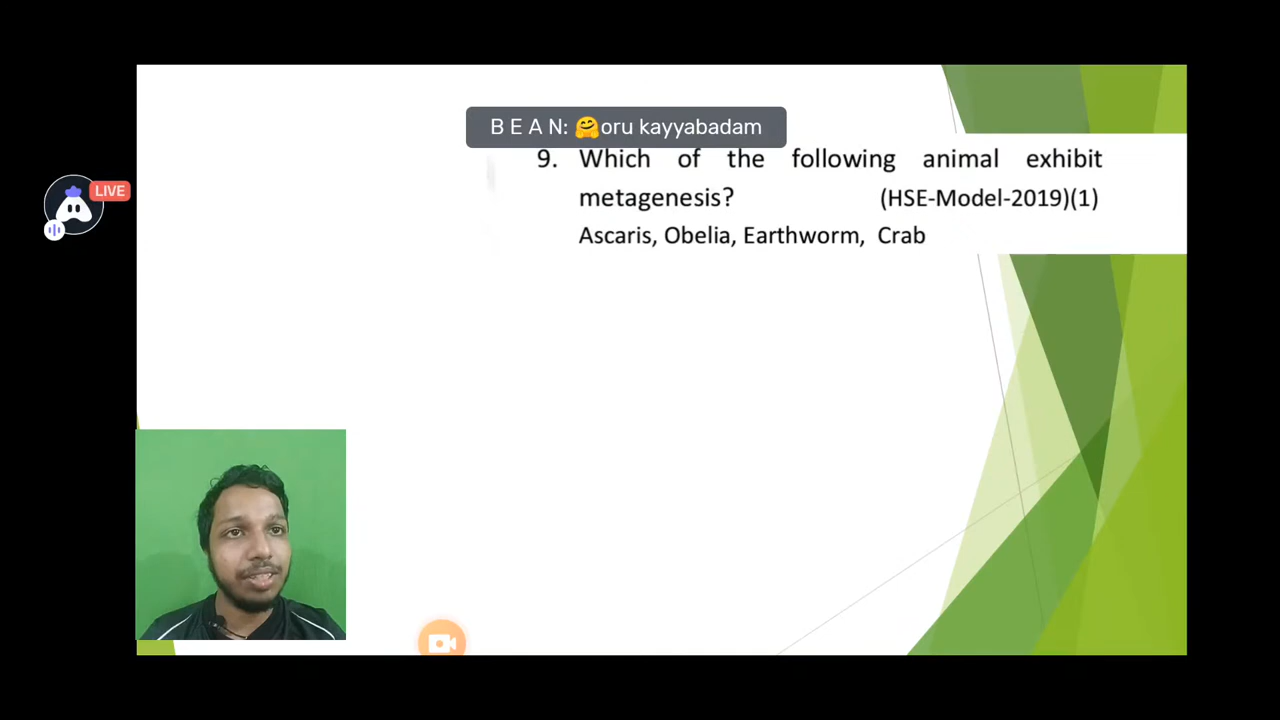 B E A N: 🤗oru kayyabadam
LIVE
9. Which of the following animal exhibit
metagenesis? (HSE-Model-2019)(1)
Ascaris, Obelia, Earthworm, Crab